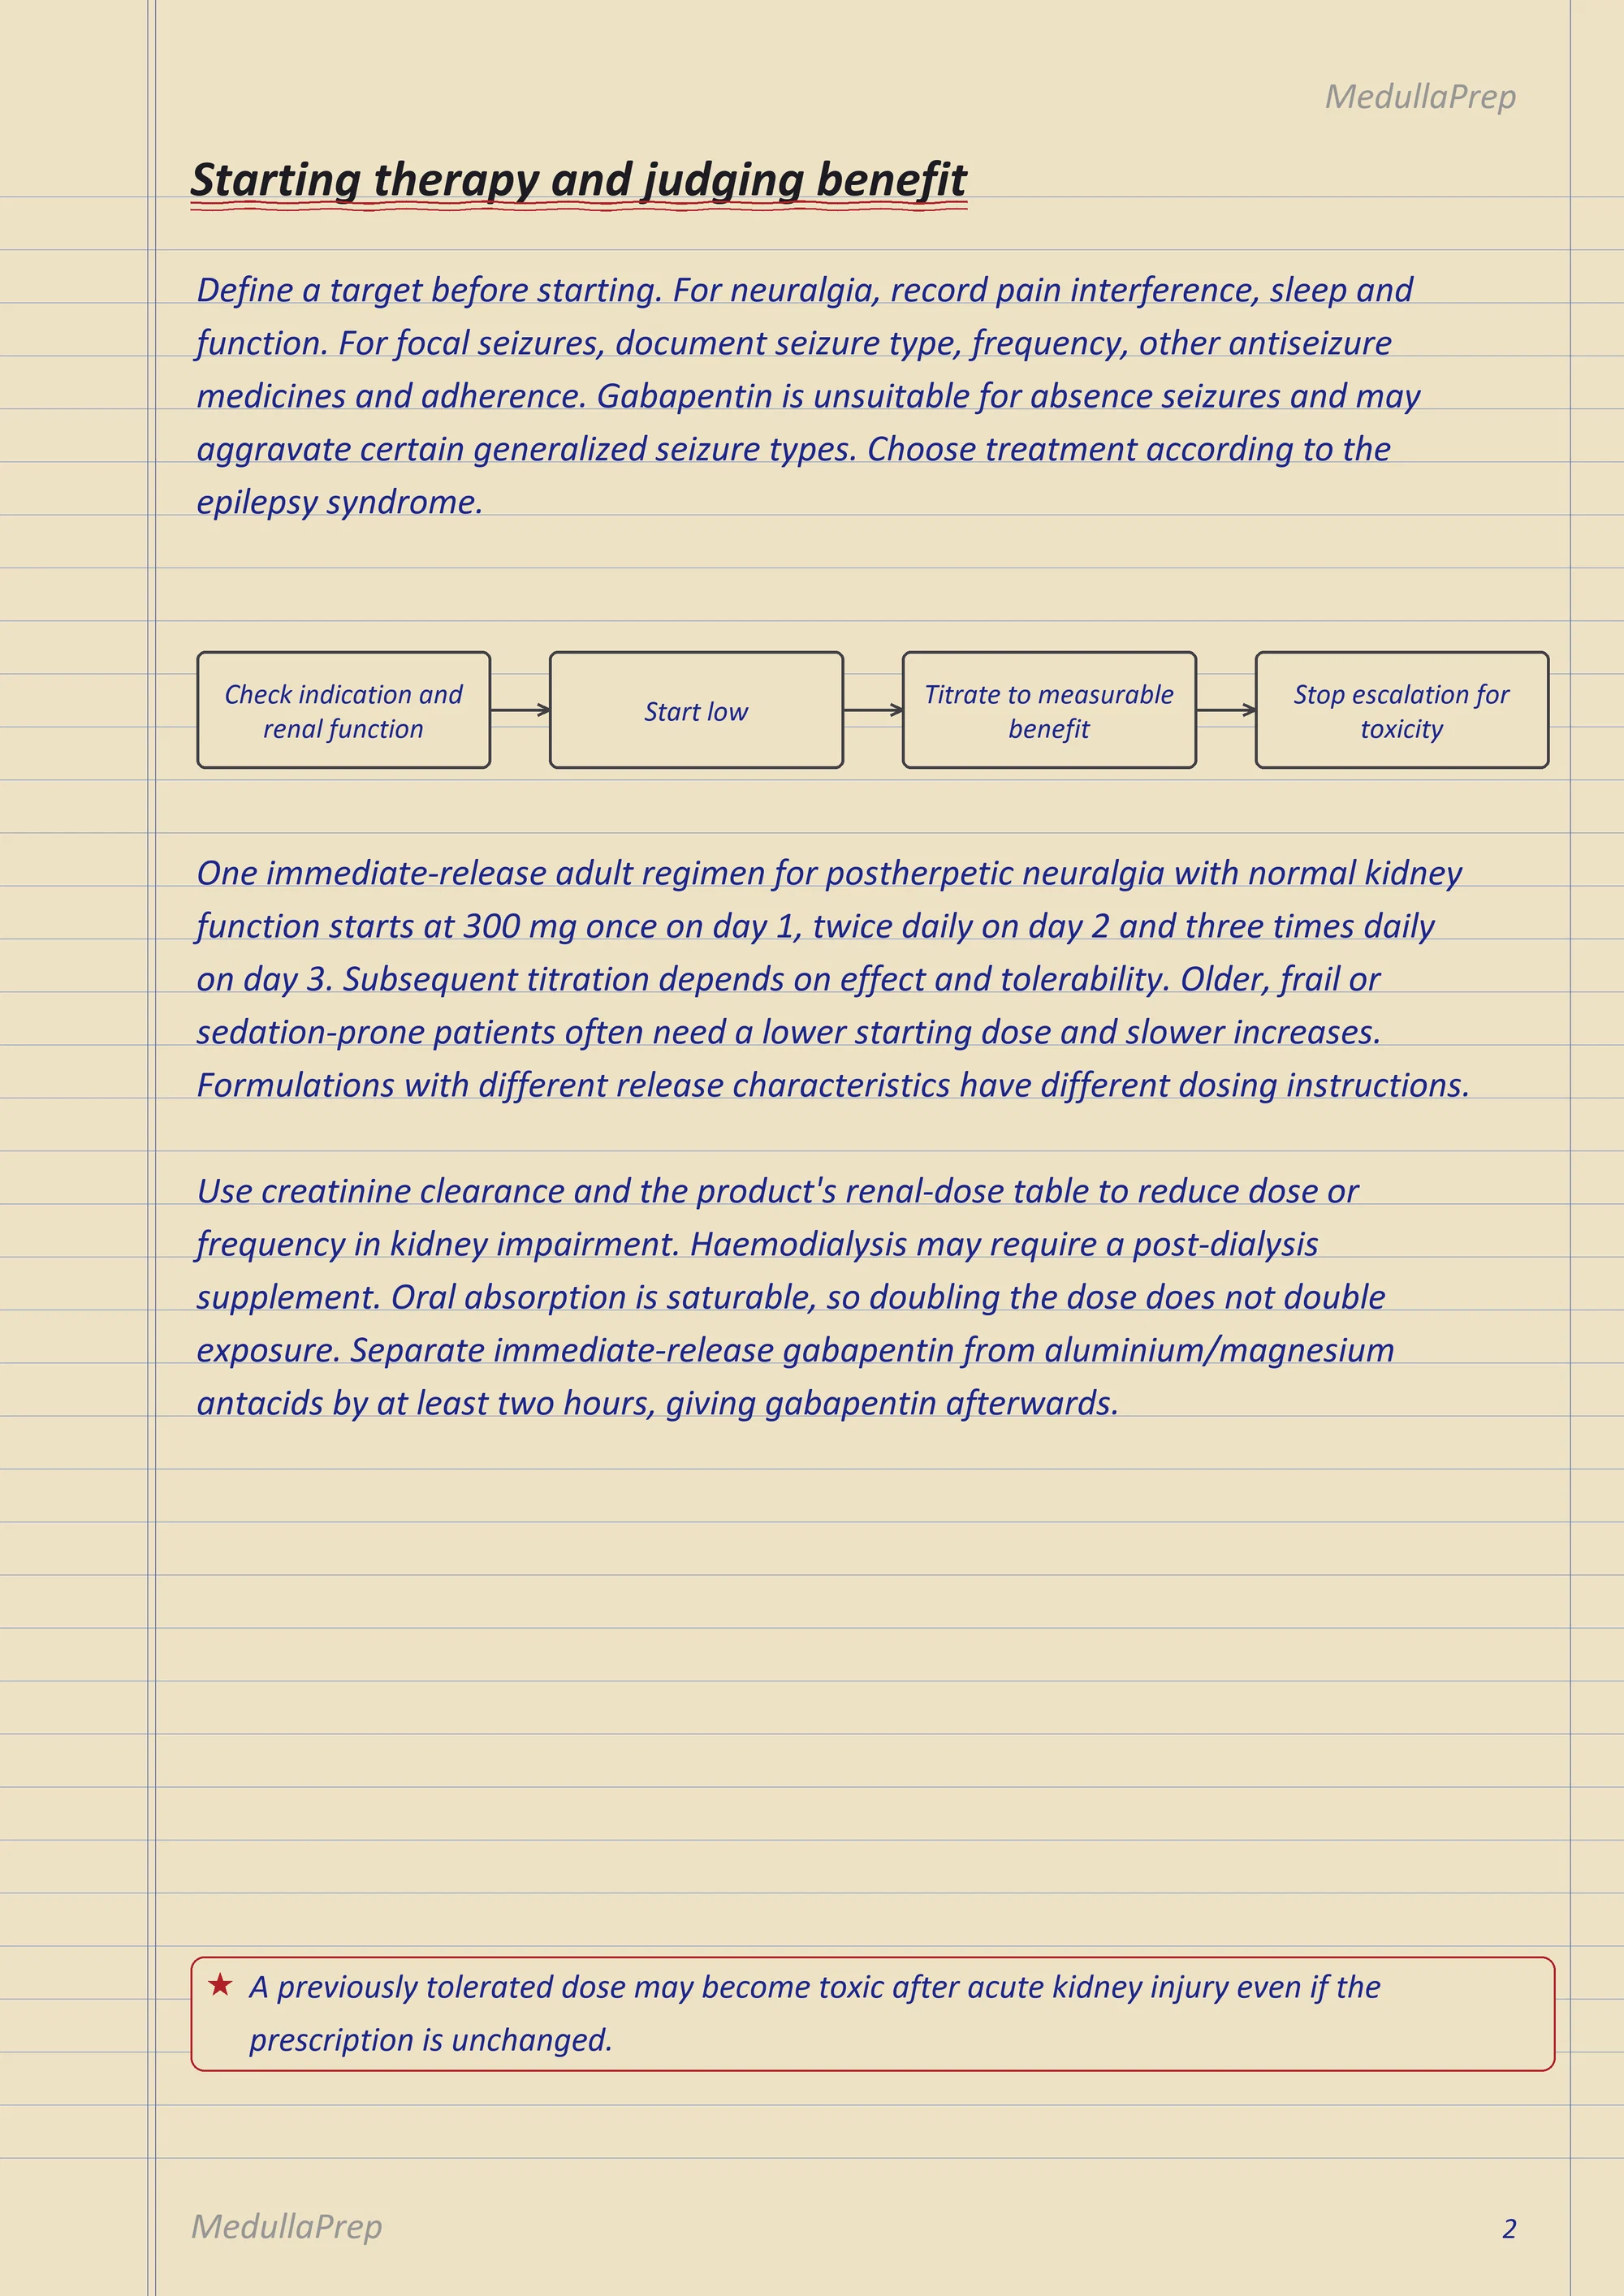 MedullaPrep
Starting therapy and judging benefit
Define a target before starting. For neuralgia, record pain interference, sleep and
function. For focal seizures, document seizure type, frequency, other antiseizure
medicines and adherence. Gabapentin is unsuitable for absence seizures and may
aggravate certain generalized seizure types. Choose treatment according to the
epilepsy syndrome.
Check indication and
renal function
Start low
Titrate to measurable
benefit
Stop escalation for
toxicity
One immediate-release adult regimen for postherpetic neuralgia with normal kidney
function starts at 300 mg once on day 1, twice daily on day 2 and three times daily
on day 3. Subsequent titration depends on effect and tolerability. Older, frail or
sedation-prone patients often need a lower starting dose and slower increases.
Formulations with different release characteristics have different dosing instructions.
Use creatinine clearance and the product's renal-dose table to reduce dose or
frequency in kidney impairment. Haemodialysis may require a post-dialysis
supplement. Oral absorption is saturable, so doubling the dose does not double
exposure. Separate immediate-release gabapentin from aluminium/magnesium
antacids by at least two hours, giving gabapentin afterwards.
★ A previously tolerated dose may become toxic after acute kidney injury even if the
prescription is unchanged.
MedullaPrep
2